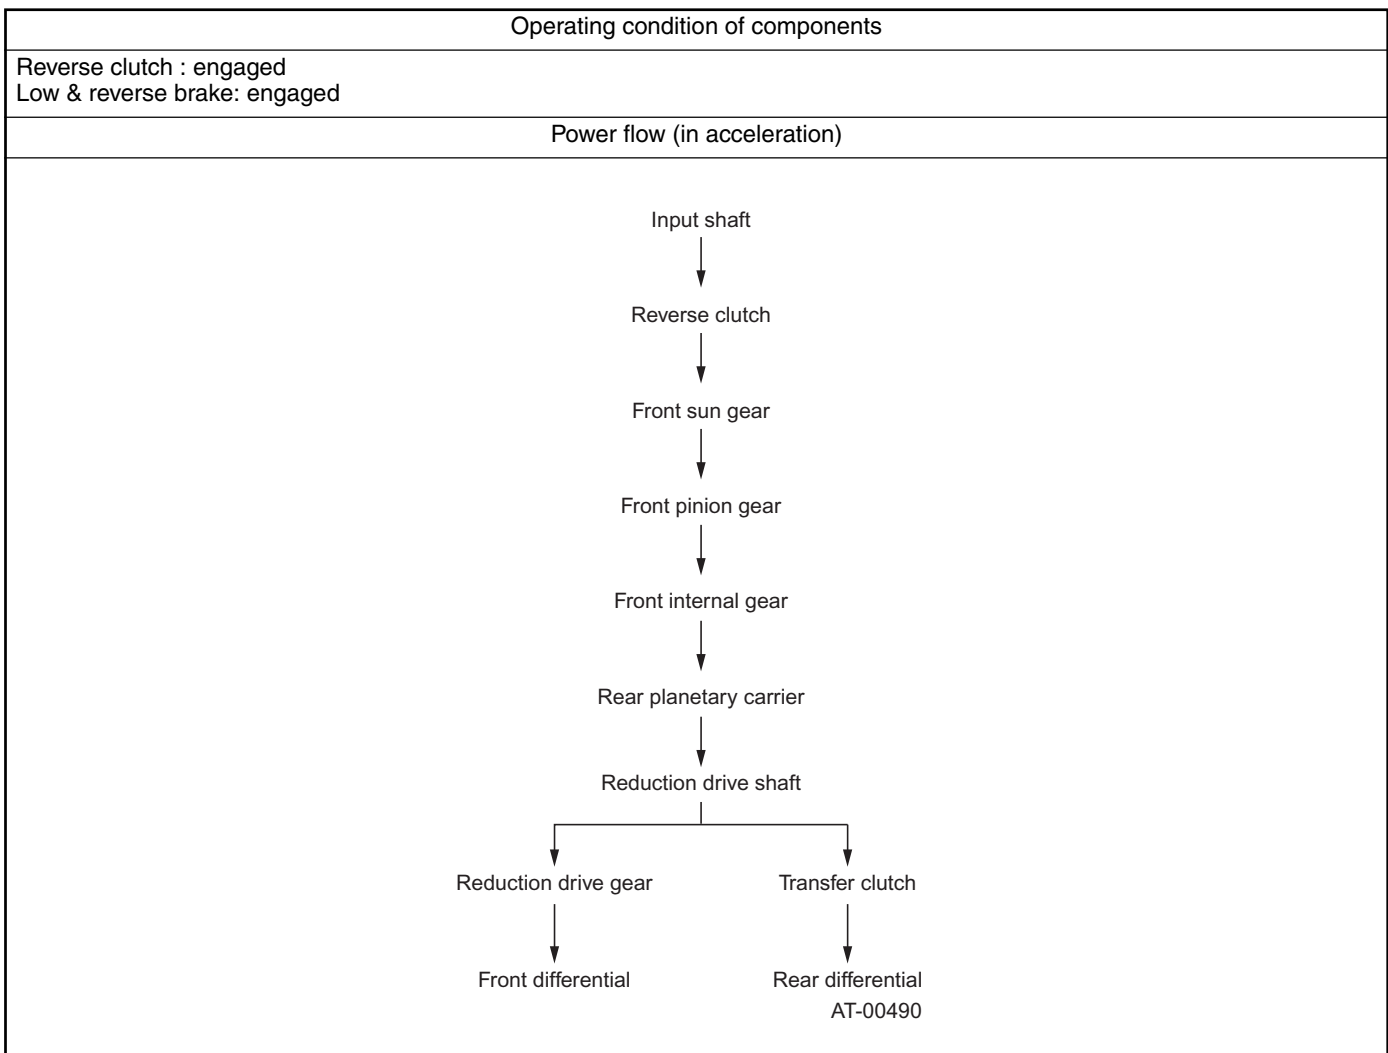 Operating condition of components
Reverse clutch : engaged
Low & reverse brake: engaged
Power flow (in acceleration)
Input shaft
Reverse clutch
Front sun gear
Front pinion gear
Front internal gear
Rear planetary carrier
Reduction drive shaft
Reduction drive gear
Transfer clutch
Front differential
Rear differential
AT-00490